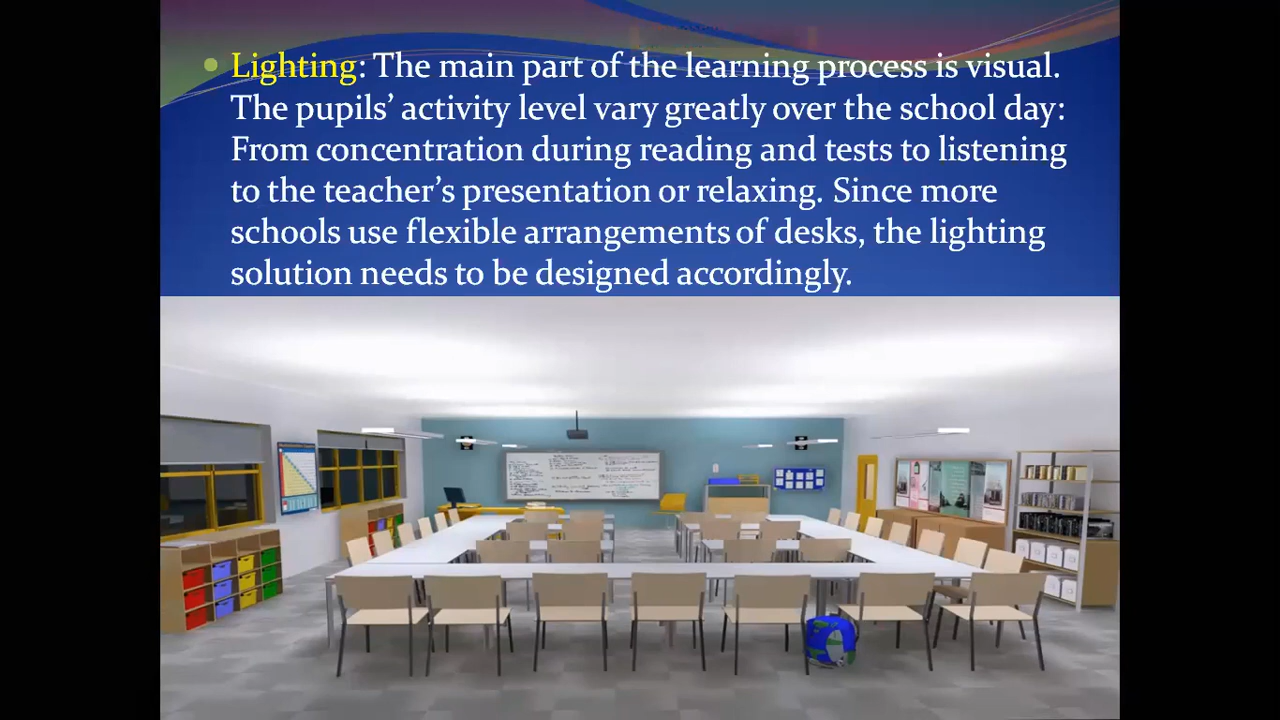 Lighting: The main part of the learning process is visual.
The pupils’ activity level vary greatly over the school day:
From concentration during reading and tests to listening
to the teacher’s presentation or relaxing. Since more
schools use flexible arrangements of desks, the lighting
solution needs to be designed accordingly.